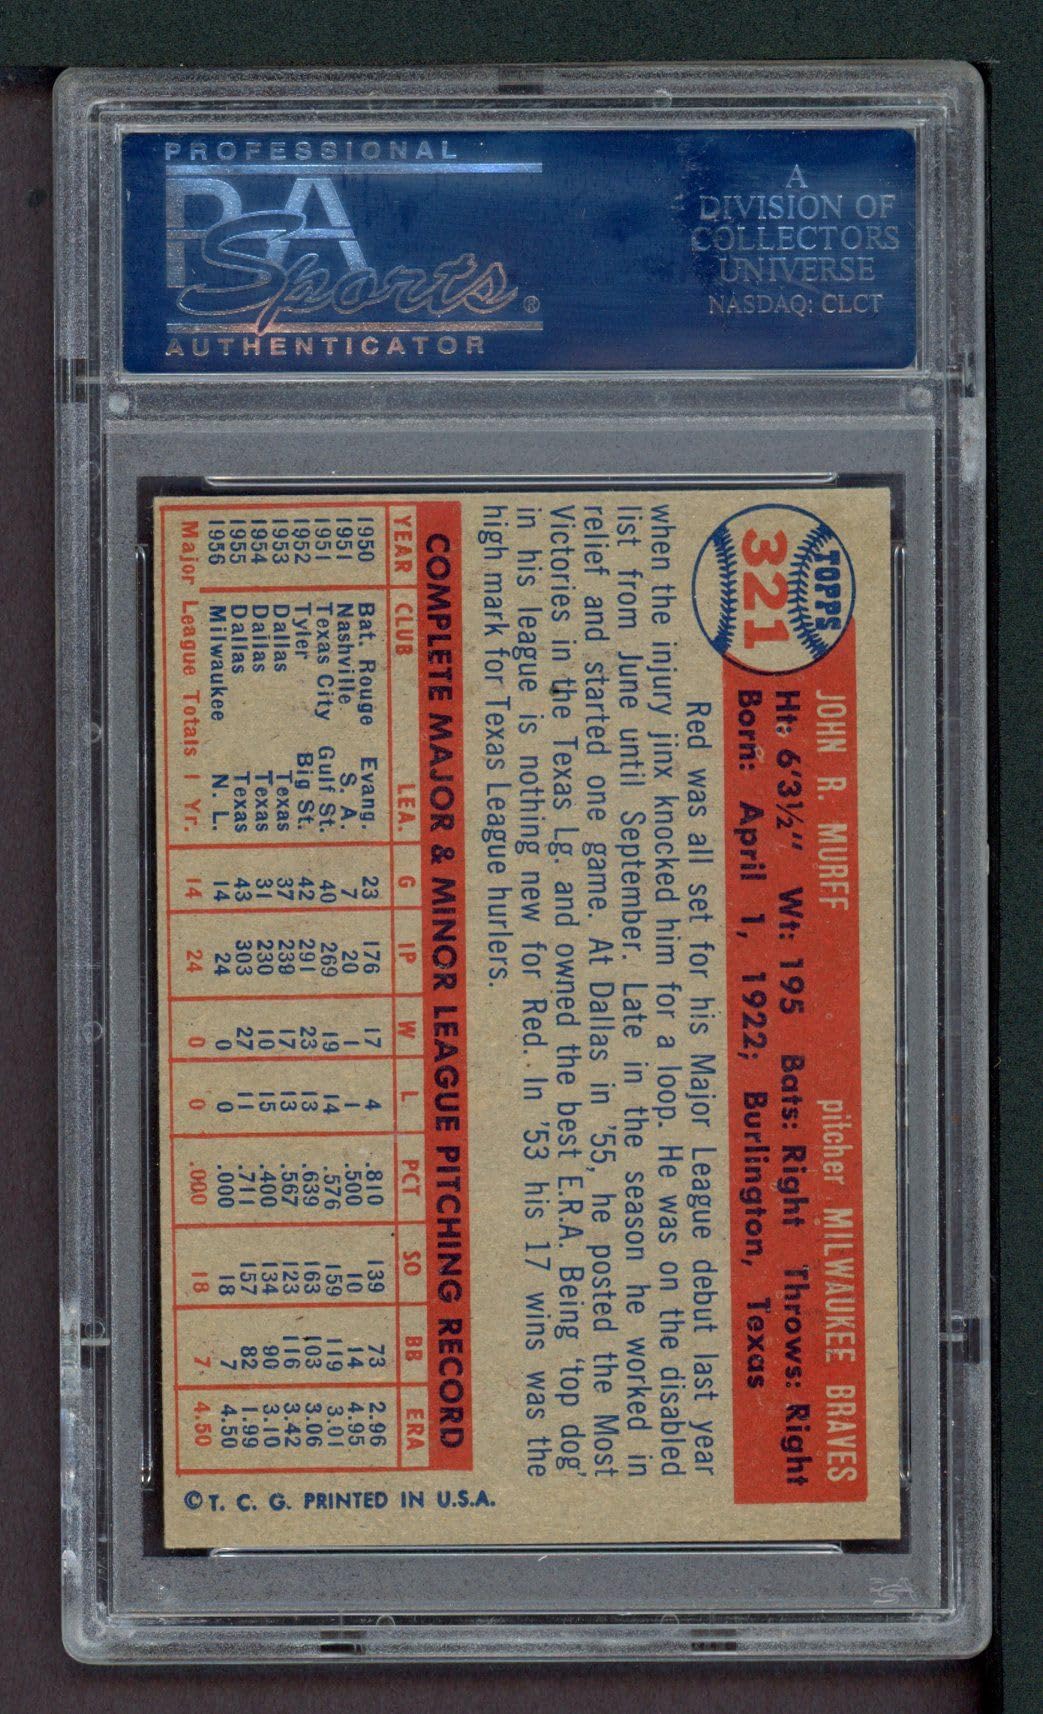 PROFESSIONAL
PSA
Sports ®
AUTHENTICATOR
A
DIVISION OF
COLLECTORS
UNIVERSE
NASDAQ: CLCT
TOPPS
321
JOHN R. MURFF pitcher MILWAUKEE BRAVES
Ht: 6'3½" Wt: 195 Bats: Right Throws: Right
Born: April 1, 1922; Burlington, Texas
Red was all set for his Major League debut last year
when the injury jinx knocked him for a loop. He was on the disabled
list from June until September. Late in the season he worked in
relief and started one game. At Dallas in '55, he posted the Most
Victories in the Texas Lg. and owned the best E.R.A. Being 'top dog'
in his league is nothing new for Red. In '53 his 17 wins was the
high mark for Texas League hurlers.
COMPLETE MAJOR & MINOR LEAGUE PITCHING RECORD
YEAR CLUB LEA. G IP W L PCT SO BB ERA
1950 Bat. Rouge Evang. 23 176 17 4 .810 139 73 2.96
1951 Nashville S. A. 7 20 1 1 .500 10 14 4.95
1951 Texas City Gulf St. 40 269 19 14 .576 159 119 3.01
1952 Tyler Big St. 42 291 23 13 .639 163 103 3.06
1953 Dallas Texas 37 239 17 13 .567 123 116 3.42
1954 Dallas Texas 31 230 10 15 .400 134 90 3.10
1955 Dallas Texas 43 303 27 11 .711 157 82 1.99
1956 Milwaukee N. L. 14 24 0 0 .000 18 7 4.50
Major League Totals 1 Yr. 14 24 0 0 .000 18 7 4.50
© T. C. G. PRINTED IN U.S.A.